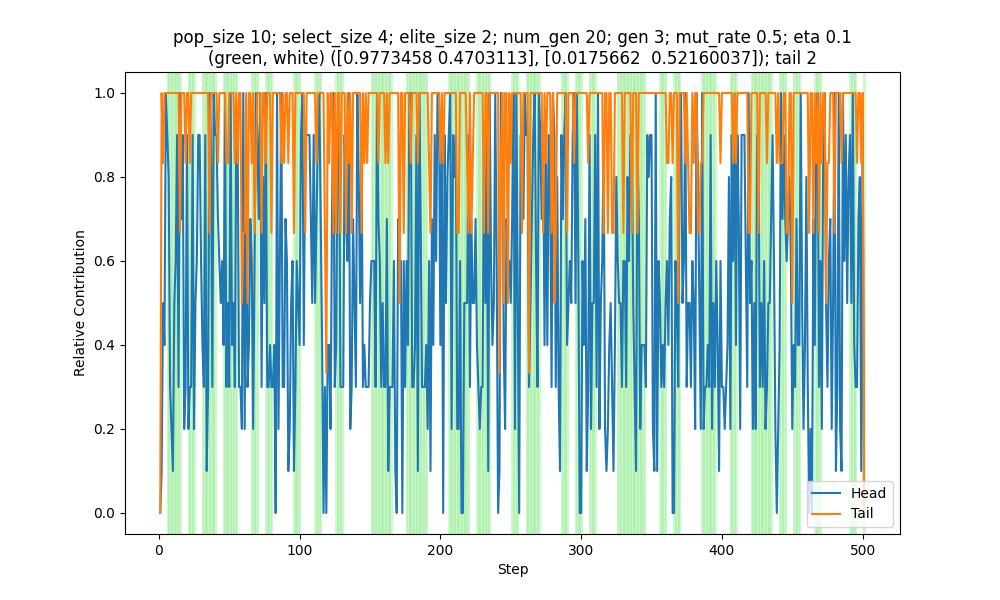 pop_size 10; select_size 4; elite_size 2; num_gen 20; gen 3; mut_rate 0.5; eta 0.1
(green, white) ([0.9773458 0.4703113], [0.0175662  0.52160037]); tail 2
1.0
0.8
0.6
0.4
0.2
0.0
Relative Contribution
0
100
200
300
400
500
Step
Head
Tail